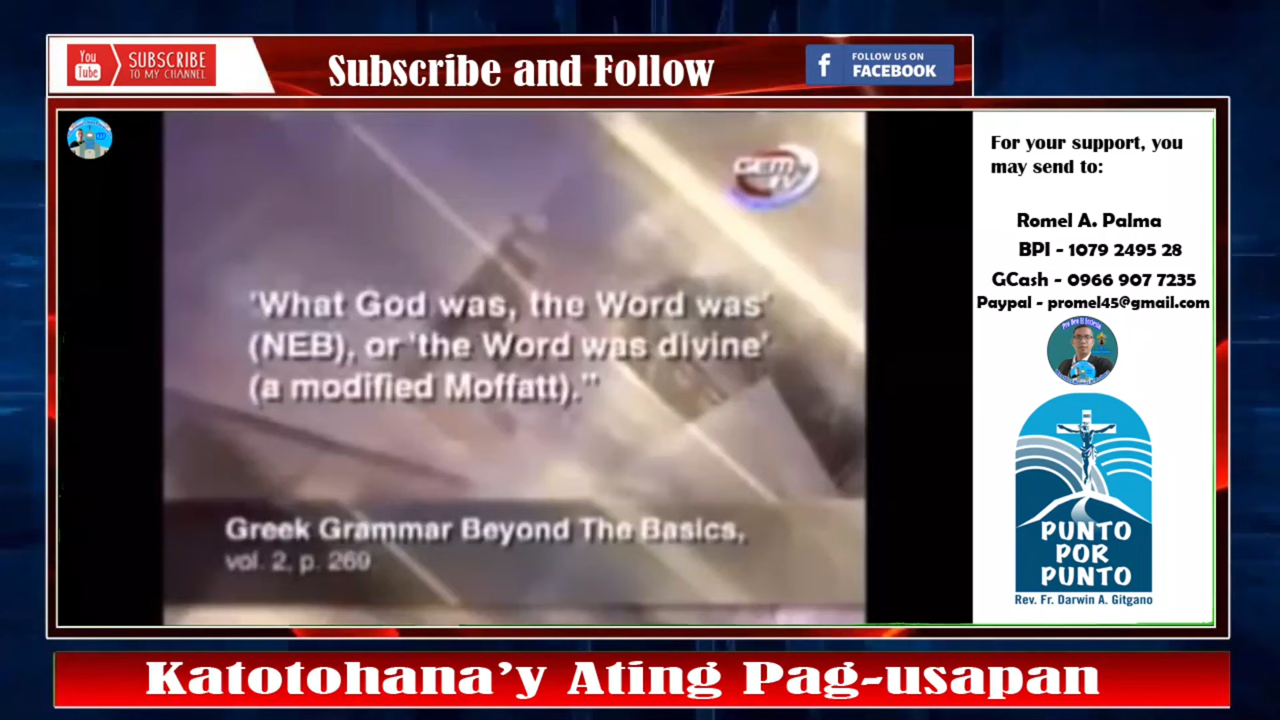 You
Tube
SUBSCRIBE
TO MY CHANNEL
Subscribe and Follow
f
FOLLOW US ON
FACEBOOK
GEM
TV
'What God was, the Word was'
(NEB), or 'the Word was divine'
(a modified Moffatt)."
Greek Grammar Beyond The Basics,
vol. 2, p. 269
For your support, you
may send to:
Romel A. Palma
BPI - 1079 2495 28
GCash - 0966 907 7235
Paypal - promel45@gmail.com
PUNTO
POR
PUNTO
Rev. Fr. Darwin A. Gitgano
Katotohana'y Ating Pag-usapan